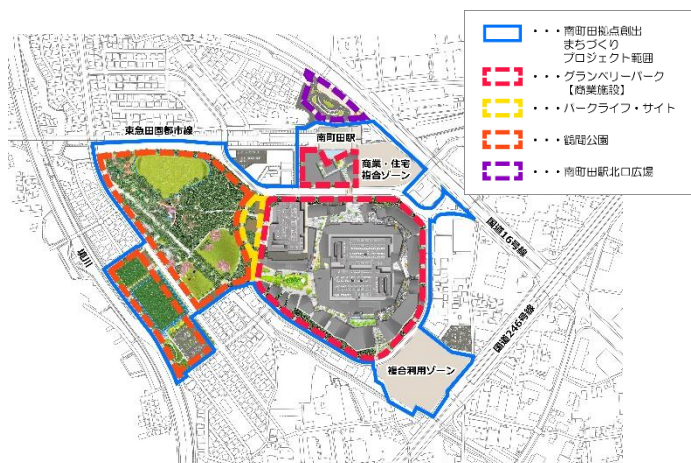 ・・・南町田拠点創出
まちづくり
プロジェクト範囲
・・・グランベリーパーク
【商業施設】
・・・パークライフ・サイト
・・・鶴間公園
・・・南町田駅北口広場
東急田園都市線
南町田駅
商業・住宅
複合ゾーン
国道16号線
境川
国道246号線
複合利用ゾーン